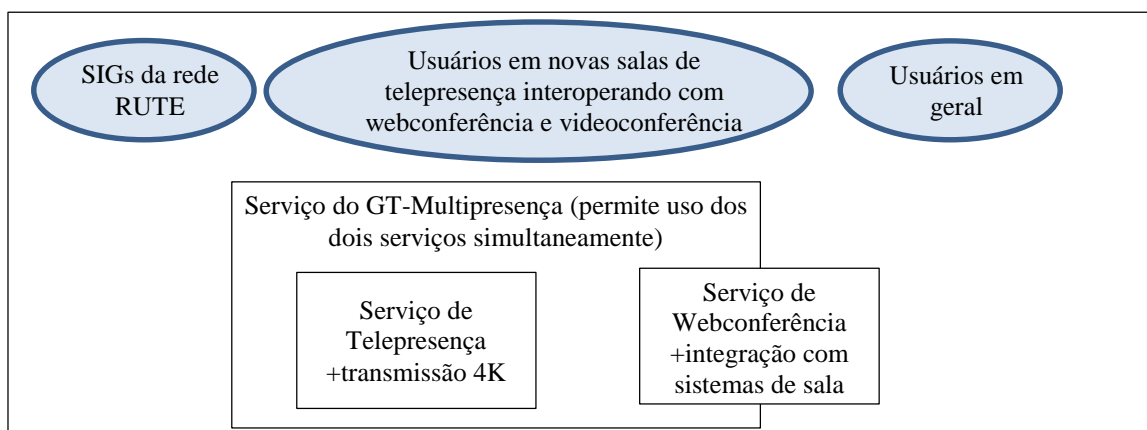 SIGs da rede
RUTE
Usuários em novas salas de
telepresença interoperando com
webconferência e videoconferência
Usuários em
geral
Serviço do GT-Multipresença (permite uso dos
dois serviços simultaneamente)
Serviço de
Telepresença
+transmissão 4K
Serviço de
Webconferência
+integração com
sistemas de sala